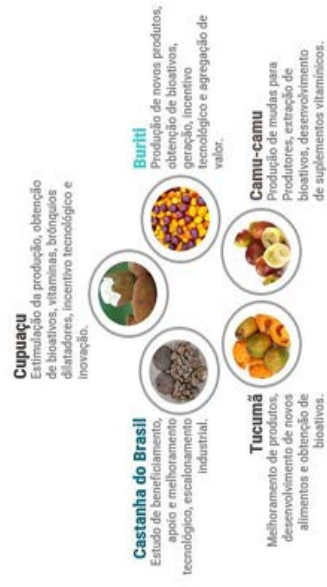 Cupuaçu
Estimulação da produção, obtenção
de bioativos, vitaminas, brônquios
dilatadores, incentivo tecnológico e
inovação.
Castanha do Brasil
Estudo de beneficiamento,
apoio e melhoramento
tecnológico, escalonamento
industrial.
Buriti
Produção de novos produtos,
obtenção de bioativos,
geração, incentivo
tecnológico e agregação de
valor.
Tucumã
Melhoramento de produtos,
desenvolvimento de novos
alimentos e obtenção de
bioativos.
Camu-camu
Produção de mudas para
Produtores, extração de
bioativos, desenvolvimento
de suplementos vitamínicos.